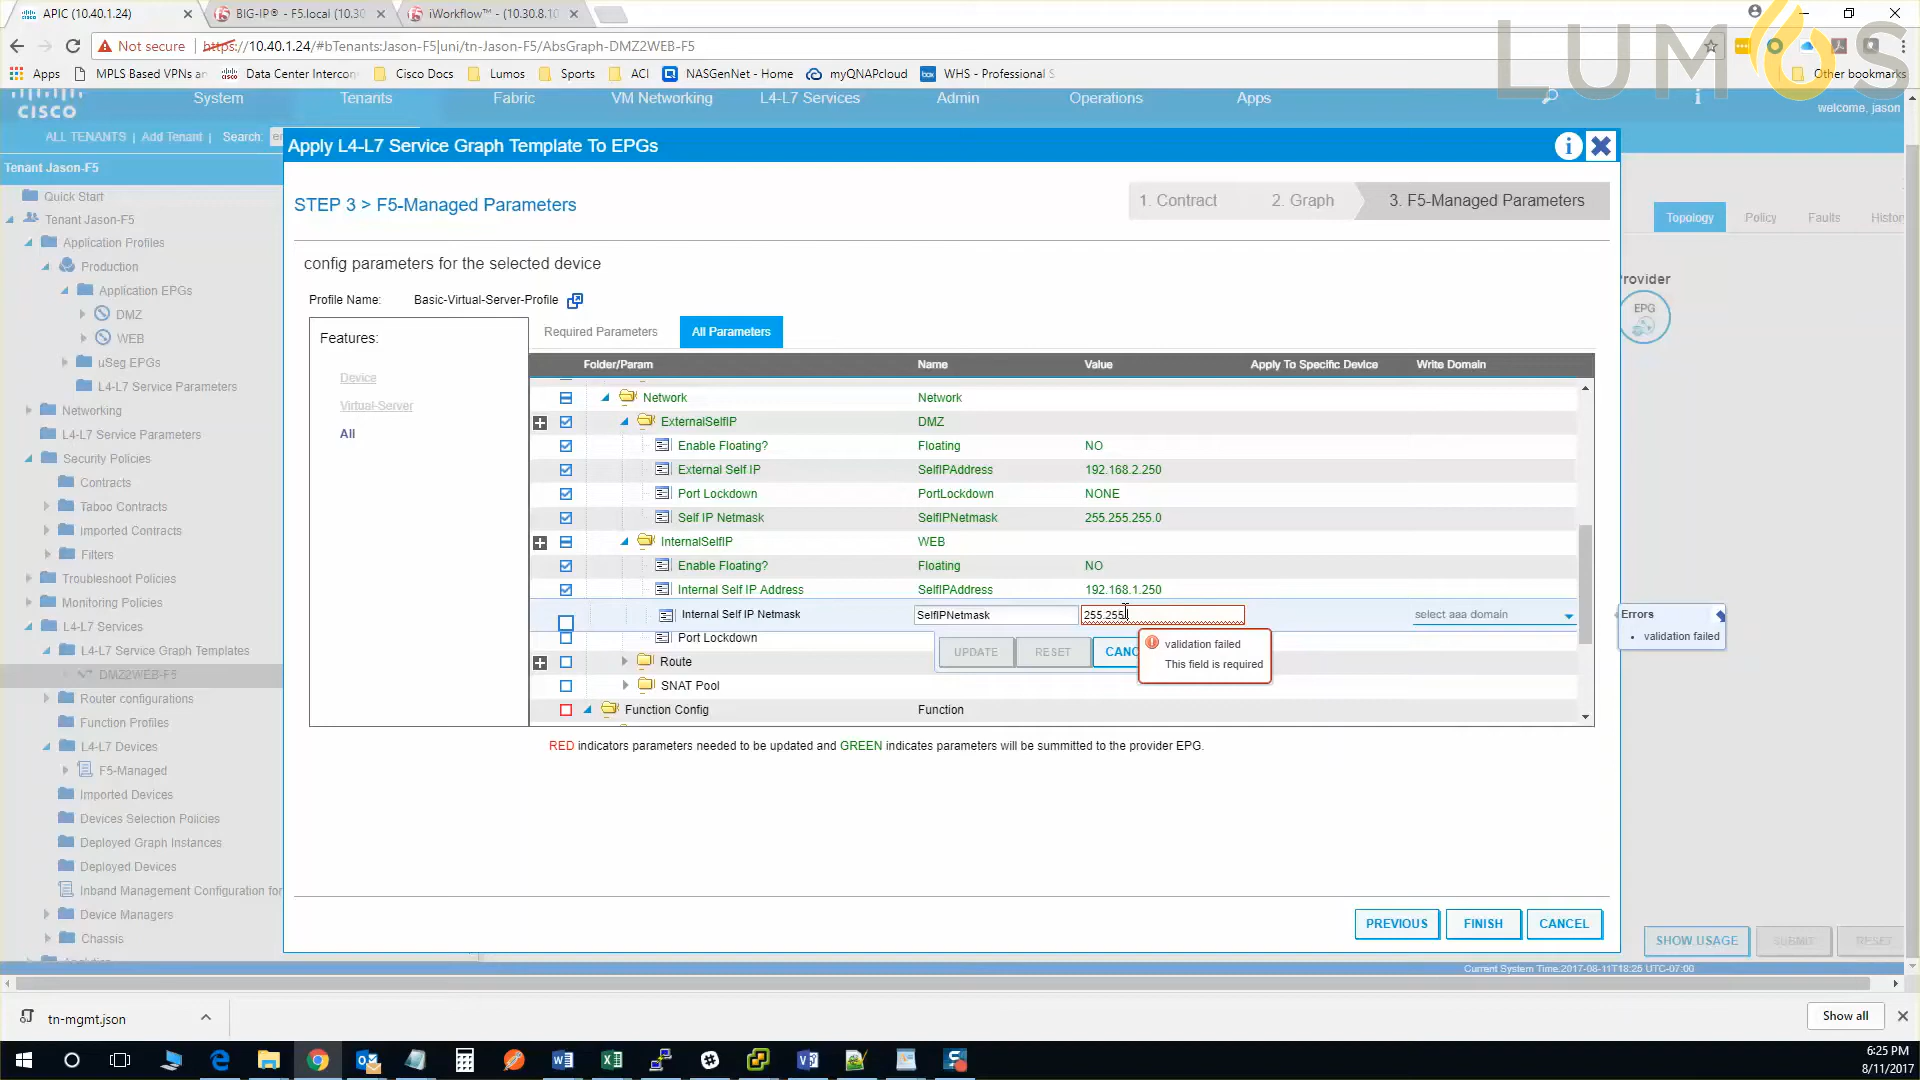 APIC (10.40.1.24)
BIG-IP® - F5.local (10.30
iWorkflow™ - (10.30.8.10
Not secure
https://10.40.1.24/#bTenants:Jason-F5|uni/tn-Jason-F5/AbsGraph-DMZ2WEB-F5
LUMOS
Apps
MPLS Based VPNs an
Data Center Intercon
Cisco Docs
Lumos
Sports
ACI
NASGenNet - Home
myQNAPcloud
WHS - Professional S
Other bookmarks
CISCO
System
Tenants
Fabric
VM Networking
L4-L7 Services
Admin
Operations
Apps
welcome, jason
ALL TENANTS | Add Tenant | Search:
Apply L4-L7 Service Graph Template To EPGs
Tenant Jason-F5
Quick Start
Tenant Jason-F5
Application Profiles
Production
Application EPGs
DMZ
WEB
uSeg EPGs
L4-L7 Service Parameters
Networking
L4-L7 Service Parameters
Security Policies
Contracts
Taboo Contracts
Imported Contracts
Filters
Troubleshoot Policies
Monitoring Policies
L4-L7 Services
L4-L7 Service Graph Templates
DMZ2WEB-F5
Router configurations
Function Profiles
L4-L7 Devices
F5-Managed
Imported Devices
Devices Selection Policies
Deployed Graph Instances
Deployed Devices
Inband Management Configuration for
Device Managers
Chassis
STEP 3 > F5-Managed Parameters
1. Contract
2. Graph
3. F5-Managed Parameters
config parameters for the selected device
Profile Name: Basic-Virtual-Server-Profile
Features:
Device
Virtual-Server
All
Required Parameters
All Parameters
Folder/Param Name Value Apply To Specific Device Write Domain
Network Network
ExternalSelfIP DMZ
Enable Floating? Floating NO
External Self IP SelfIPAddress 192.168.2.250
Port Lockdown PortLockdown NONE
Self IP Netmask SelfIPNetmask 255.255.255.0
InternalSelfIP WEB
Enable Floating? Floating NO
Internal Self IP Address SelfIPAddress 192.168.1.250
Internal Self IP Netmask SelfIPNetmask 255.255 select aaa domain
Port Lockdown
UPDATE RESET CANC
validation failed
This field is required
Route
SNAT Pool
Function Config Function
RED indicators parameters needed to be updated and GREEN indicates parameters will be summitted to the provider EPG.
PREVIOUS
FINISH
CANCEL
Topology
Policy
Faults
Histor
rovider
EPG
Errors
validation failed
SHOW USAGE
SUBMIT
RESET
Current System Time:2017-08-11T18:25 UTC-07:00
tn-mgmt.json
Show all
6:25 PM
8/11/2017